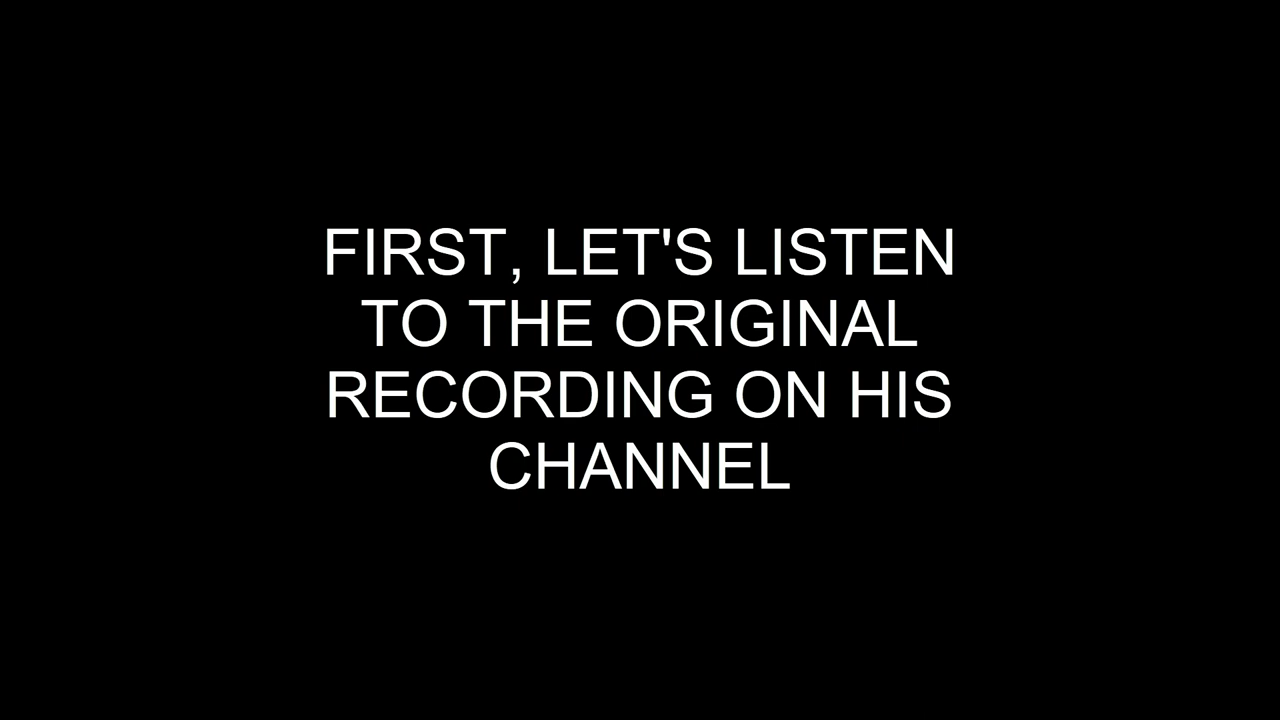 FIRST, LET'S LISTEN
TO THE ORIGINAL
RECORDING ON HIS
CHANNEL